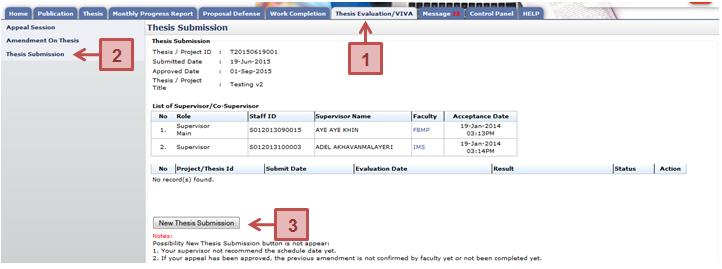 Home Publication Thesis Monthly Progress Report Proposal Defense Work Completion Thesis Evaluation/VIVA Message Control Panel HELP
Appeal Session
Amendment On Thesis
Thesis Submission
2
1
Thesis Submission
Thesis Submission
Thesis / Project ID : T20150619001
Submitted Date : 19-Jun-2015
Approved Date : 01-Sep-2015
Thesis / Project Title : Testing v2
List of Supervisor/Co-Supervisor
No Role Staff ID Supervisor Name Faculty Acceptance Date
1. Supervisor Main S012013090015 AYE AYE KHIN FBMP 19-Jan-2014 03:13PM
2. Supervisor S012013100003 ADEL AKHAVANMALAYERI IMS 19-Jan-2014 03:14PM
No Project/Thesis Id Submit Date Evaluation Date Result Status Action
No record(s) found.
New Thesis Submission
3
Notes:
Possibility New Thesis Submission button is not appear:
1. Your supervisor not recommend the schedule date yet.
2. If your appeal has been approved, the previous amendment is not confirmed by faculty yet or not been completed yet.